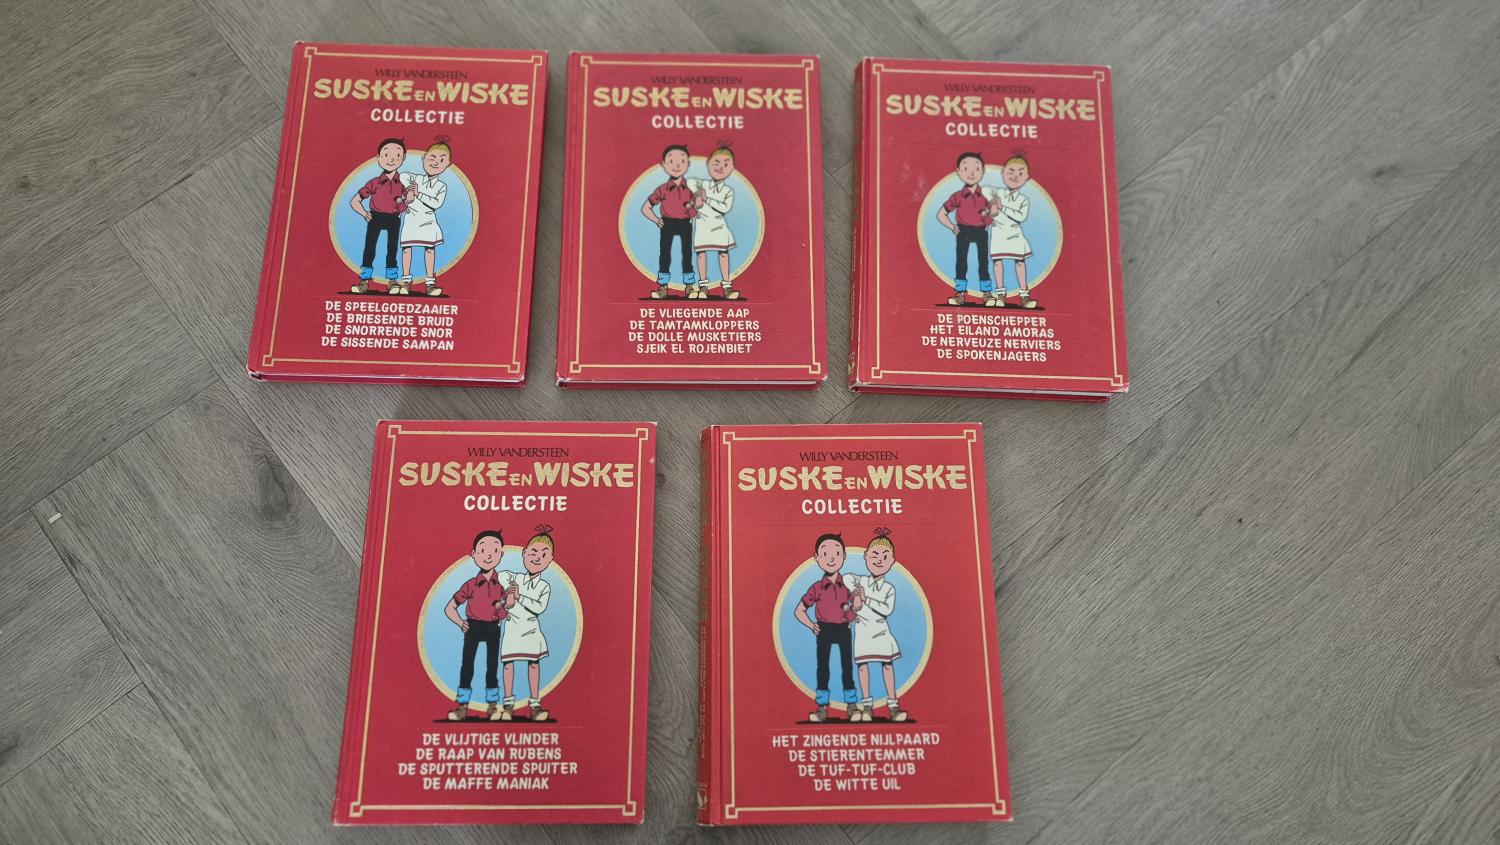 WILLY VANDERSTEEN
SUSKE EN WISKE
COLLECTIE
DE SPEELGOEDZAAIER
DE BRIESENDE BRUID
DE SNORRENDE SNOR
DE SISSENDE SAMPAN
WILLY VANDERSTEEN
SUSKE EN WISKE
COLLECTIE
DE VLIEGENDE AAP
DE TAMTAMKLOPPERS
DE DOLLE MUSKETIERS
SJEIK EL ROJENBIET
WILLY VANDERSTEEN
SUSKE EN WISKE
COLLECTIE
DE POENSCHEPPER
HET EILAND AMORAS
DE NERVEUZE NERVIERS
DE SPOKENJAGERS
WILLY VANDERSTEEN
SUSKE EN WISKE
COLLECTIE
DE VLIJTIGE VLINDER
DE RAAP VAN RUBENS
DE SPUTTERENDE SPUITER
DE MAFFE MANIAK
WILLY VANDERSTEEN
SUSKE EN WISKE
COLLECTIE
HET ZINGENDE NIJLPAARD
DE STIERENTEMMER
DE TUF-TUF-CLUB
DE WITTE UIL